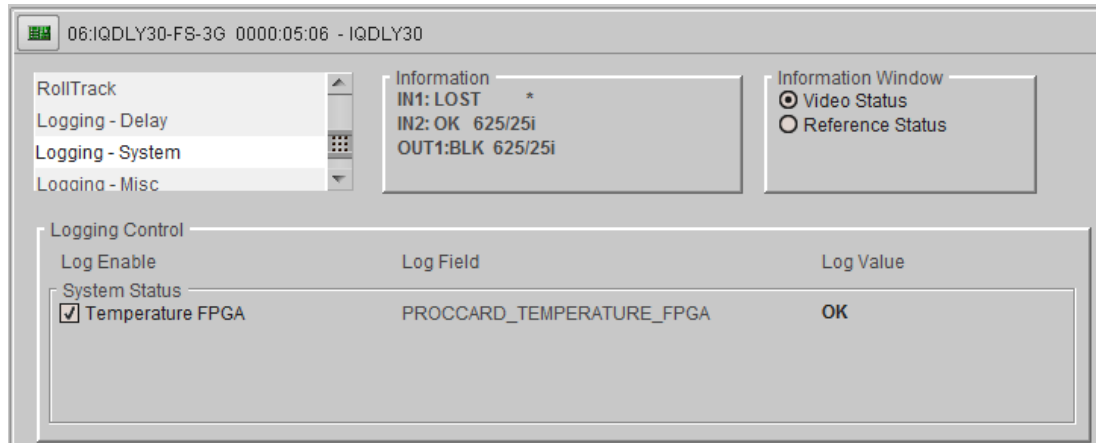 06:IQDLY30-FS-3G 0000:05:06 - IQDLY30
RollTrack
Logging - Delay
Logging - System
Logging - Misc
Information
IN1: LOST *
IN2: OK 625/25i
OUT1:BLK 625/25i
Information Window
Video Status
Reference Status
Logging Control
Log Enable Log Field Log Value
System Status
Temperature FPGA PROCCARD_TEMPERATURE_FPGA OK